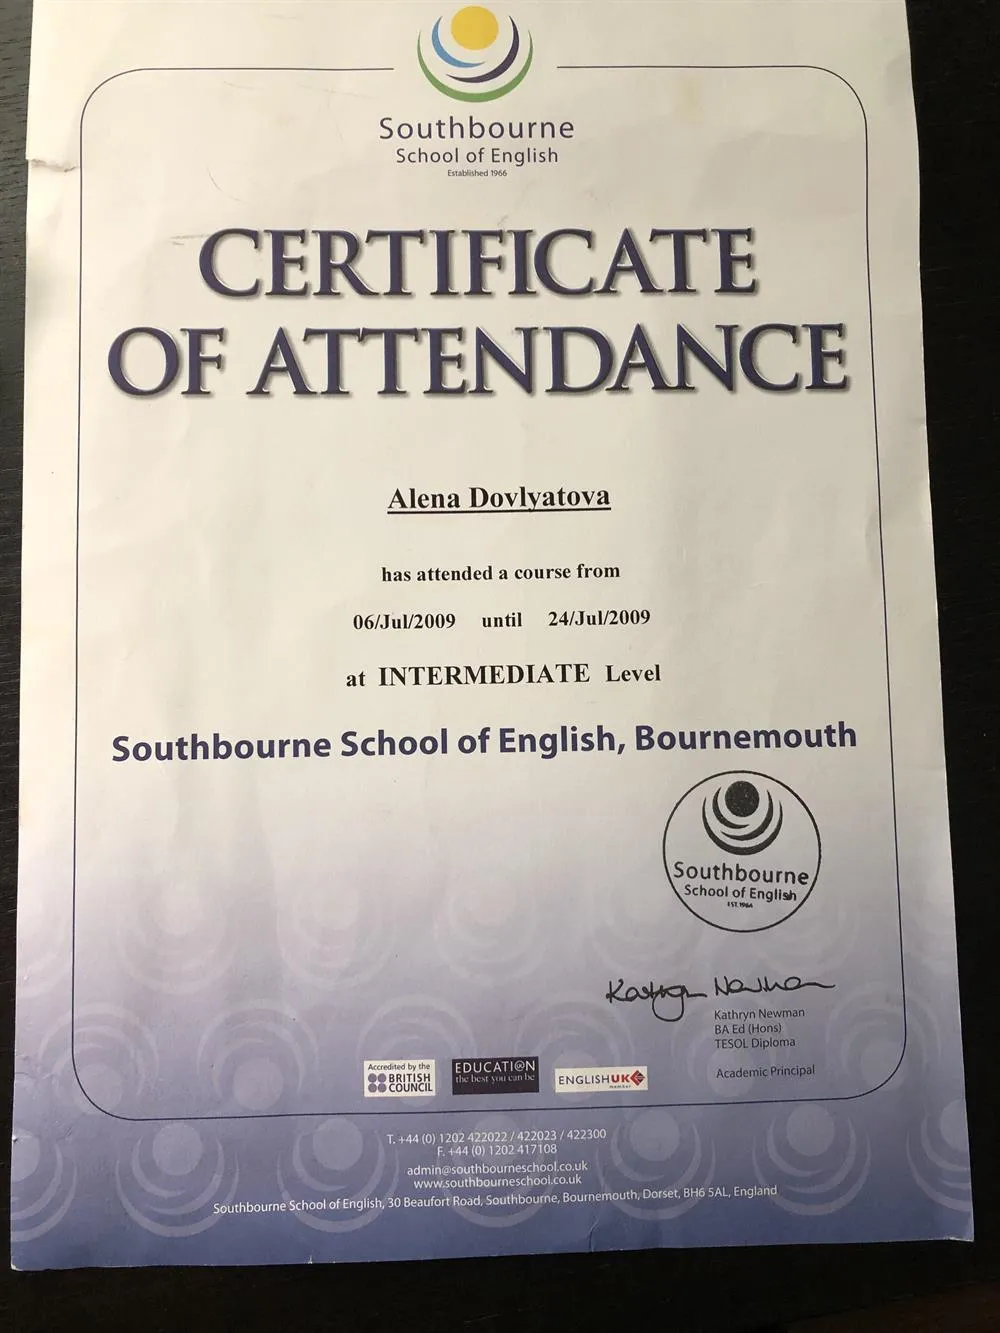 Southbourne
School of English
Established 1966
CERTIFICATE
OF ATTENDANCE
Alena Dovlyatova
has attended a course from
06/Jul/2009 until 24/Jul/2009
at INTERMEDIATE Level
Southbourne School of English, Bournemouth
Southbourne
School of English
EST.
Kathryn Newman
Kathryn Newman
BA Ed (Hons)
TESOL Diploma
Academic Principal
Accredited by the
BRITISH
COUNCIL
EDUCATI@N
the best you can be
ENGLISHUK
member
T. +44 (0) 1202 422022 / 422023 / 422300
F. +44 (0) 1202 417108
admin@southbourneschool.co.uk
www.southbourneschool.co.uk
Southbourne School of English, 30 Beaufort Road, Southbourne, Bournemouth, Dorset, BH6 5AL, England